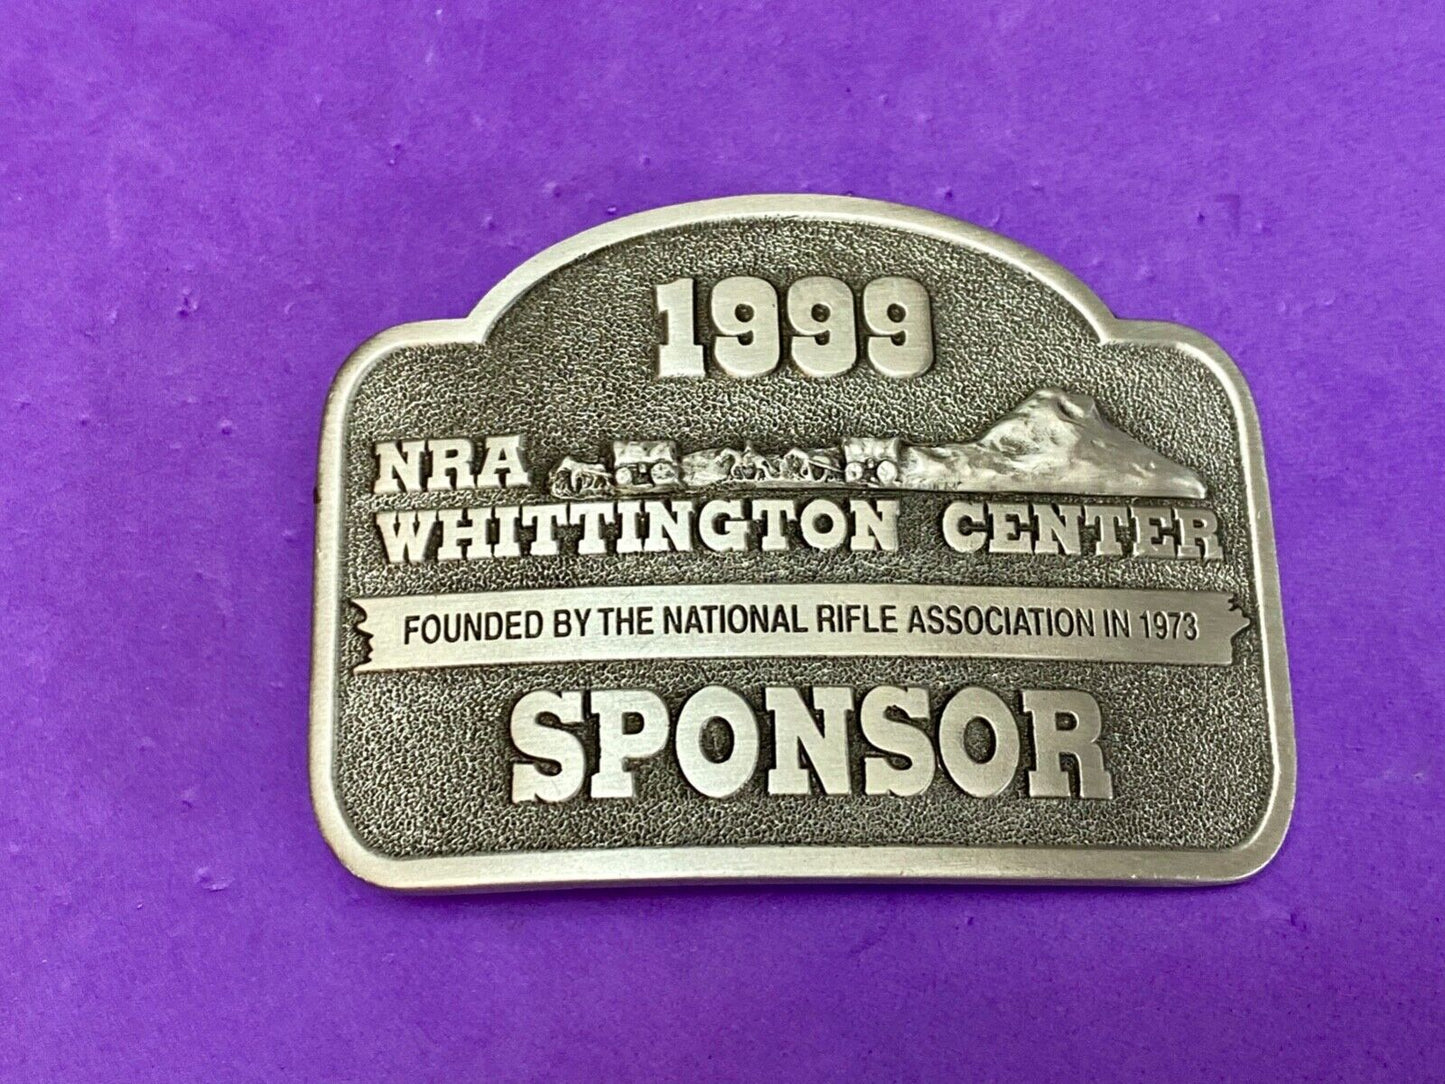 1999
NRA
WHITTINGTON CENTER
FOUNDED BY THE NATIONAL RIFLE ASSOCIATION IN 1973
SPONSOR